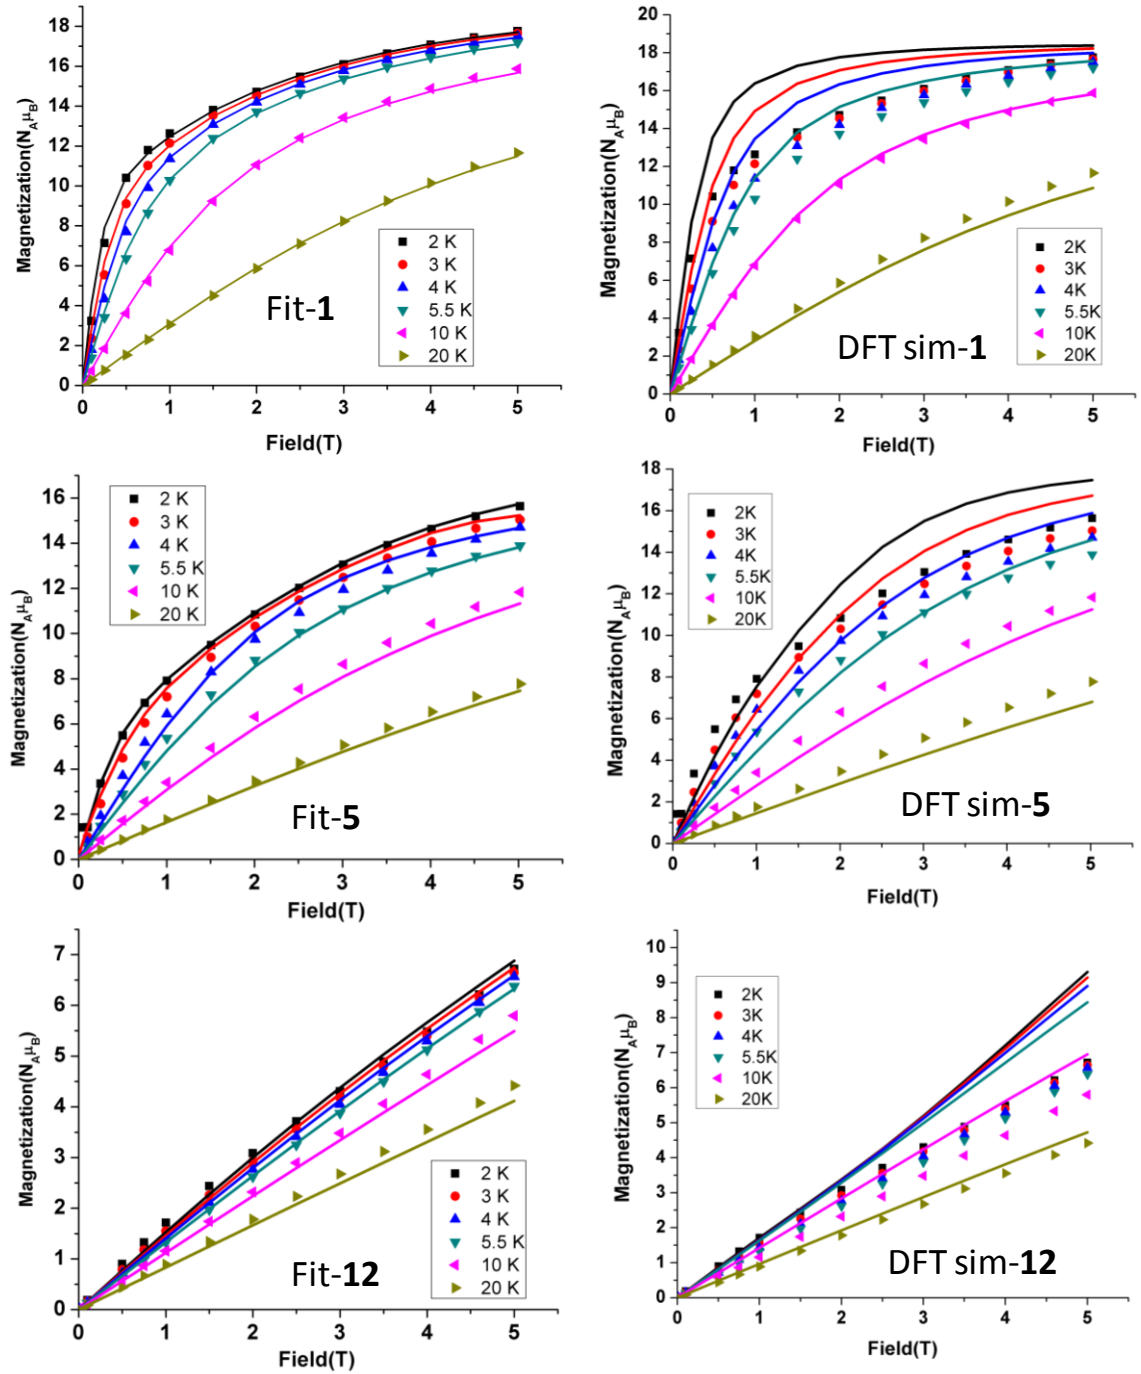 18
16
14
12
10
8
6
4
2
0
Magnetization(N_Aμ_B)
2 K
3 K
4 K
5.5 K
10 K
20 K
Fit-1
0 1 2 3 4 5
Field(T)
20
18
16
14
12
10
8
6
4
2
0
Magnetization(N_Aμ_B)
2K
3K
4K
5.5K
10K
20K
DFT sim-1
0 1 2 3 4 5
Field(T)
16
14
12
10
8
6
4
2
0
Magnetization(N_Aμ_B)
2 K
3 K
4 K
5.5 K
10 K
20 K
Fit-5
0 1 2 3 4 5
Field(T)
18
16
14
12
10
8
6
4
2
0
Magnetization(N_Aμ_B)
2K
3K
4K
5.5K
10K
20K
DFT sim-5
0 1 2 3 4 5
Field(T)
7
6
5
4
3
2
1
0
Magnetization(N_Aμ_B)
2 K
3 K
4 K
5.5 K
10 K
20 K
Fit-12
0 1 2 3 4 5
Field(T)
10
9
8
7
6
5
4
3
2
1
0
Magnetization(N_Aμ_B)
2K
3K
4K
5.5K
10K
20K
DFT sim-12
0 1 2 3 4 5
Field(T)